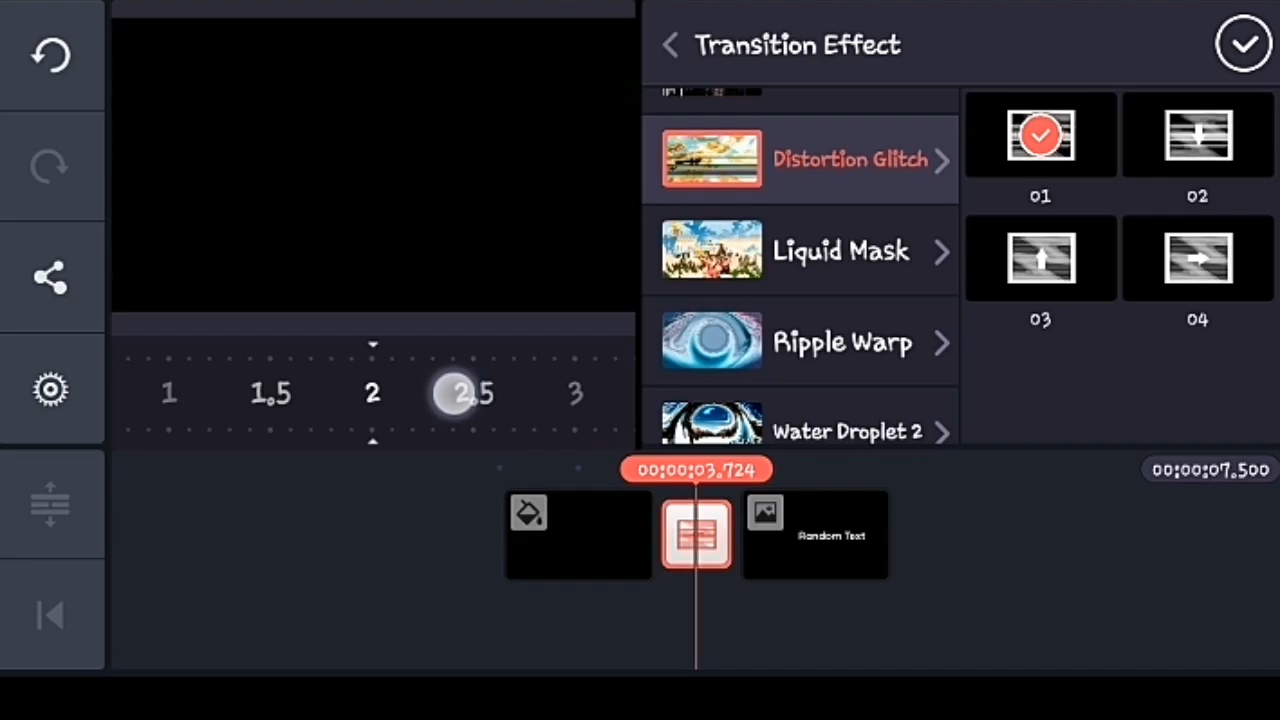 Transition Effect
Distortion Glitch
Liquid Mask
Ripple Warp
Water Droplet 2
01
02
03
04
1 1.5 2 2.5 3
00:00:03.724
00:00:07.500
Random Text